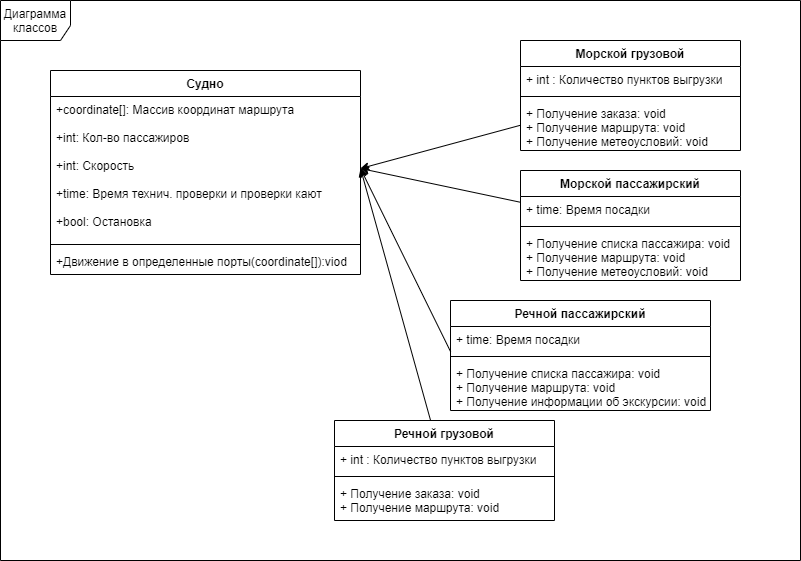 Диаграмма
классов
Судно
+coordinate[]: Массив координат маршрута
+int: Кол-во пассажиров
+int: Скорость
+time: Время технич. проверки и проверки кают
+bool: Остановка
+Движение в определенные порты(coordinate[]):viod
Морской грузовой
+ int : Количество пунктов выгрузки
+ Получение заказа: void
+ Получение маршрута: void
+ Получение метеоусловий: void
Морской пассажирский
+ time: Время посадки
+ Получение списка пассажира: void
+ Получение маршрута: void
+ Получение метеоусловий: void
Речной пассажирский
+ time: Время посадки
+ Получение списка пассажира: void
+ Получение маршрута: void
+ Получение информации об экскурсии: void
Речной грузовой
+ int : Количество пунктов выгрузки
+ Получение заказа: void
+ Получение маршрута: void